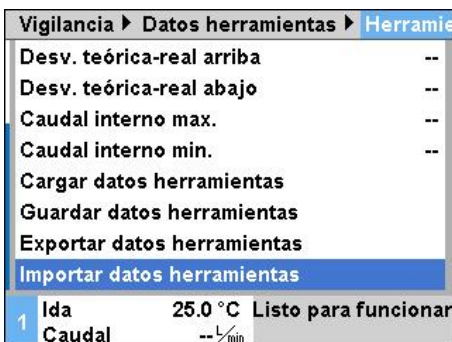 Vigilancia ▶ Datos herramientas ▶ Herramie
Desv. teórica-real arriba --
Desv. teórica-real abajo --
Caudal interno max. --
Caudal interno min. --
Cargar datos herramientas
Guardar datos herramientas
Exportar datos herramientas
Importar datos herramientas
1 Ida 25.0 °C Listo para funcionar
Caudal -- L/min